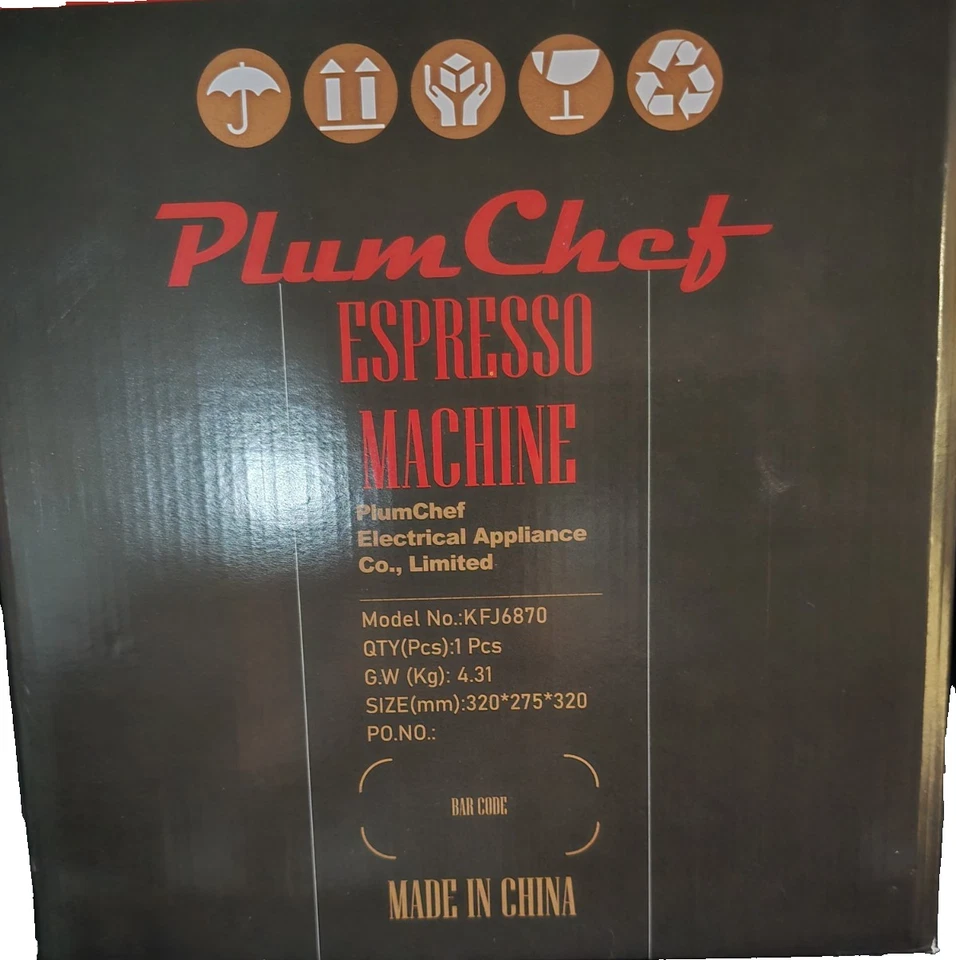 PlumChef
ESPRESSO
MACHINE
PlumChef
Electrical Appliance
Co., Limited
Model No.:KFJ6870
QTY(Pcs):1 Pcs
G.W (Kg): 4.31
SIZE(mm):320*275*320
PO.NO.:
BAR CODE
MADE IN CHINA